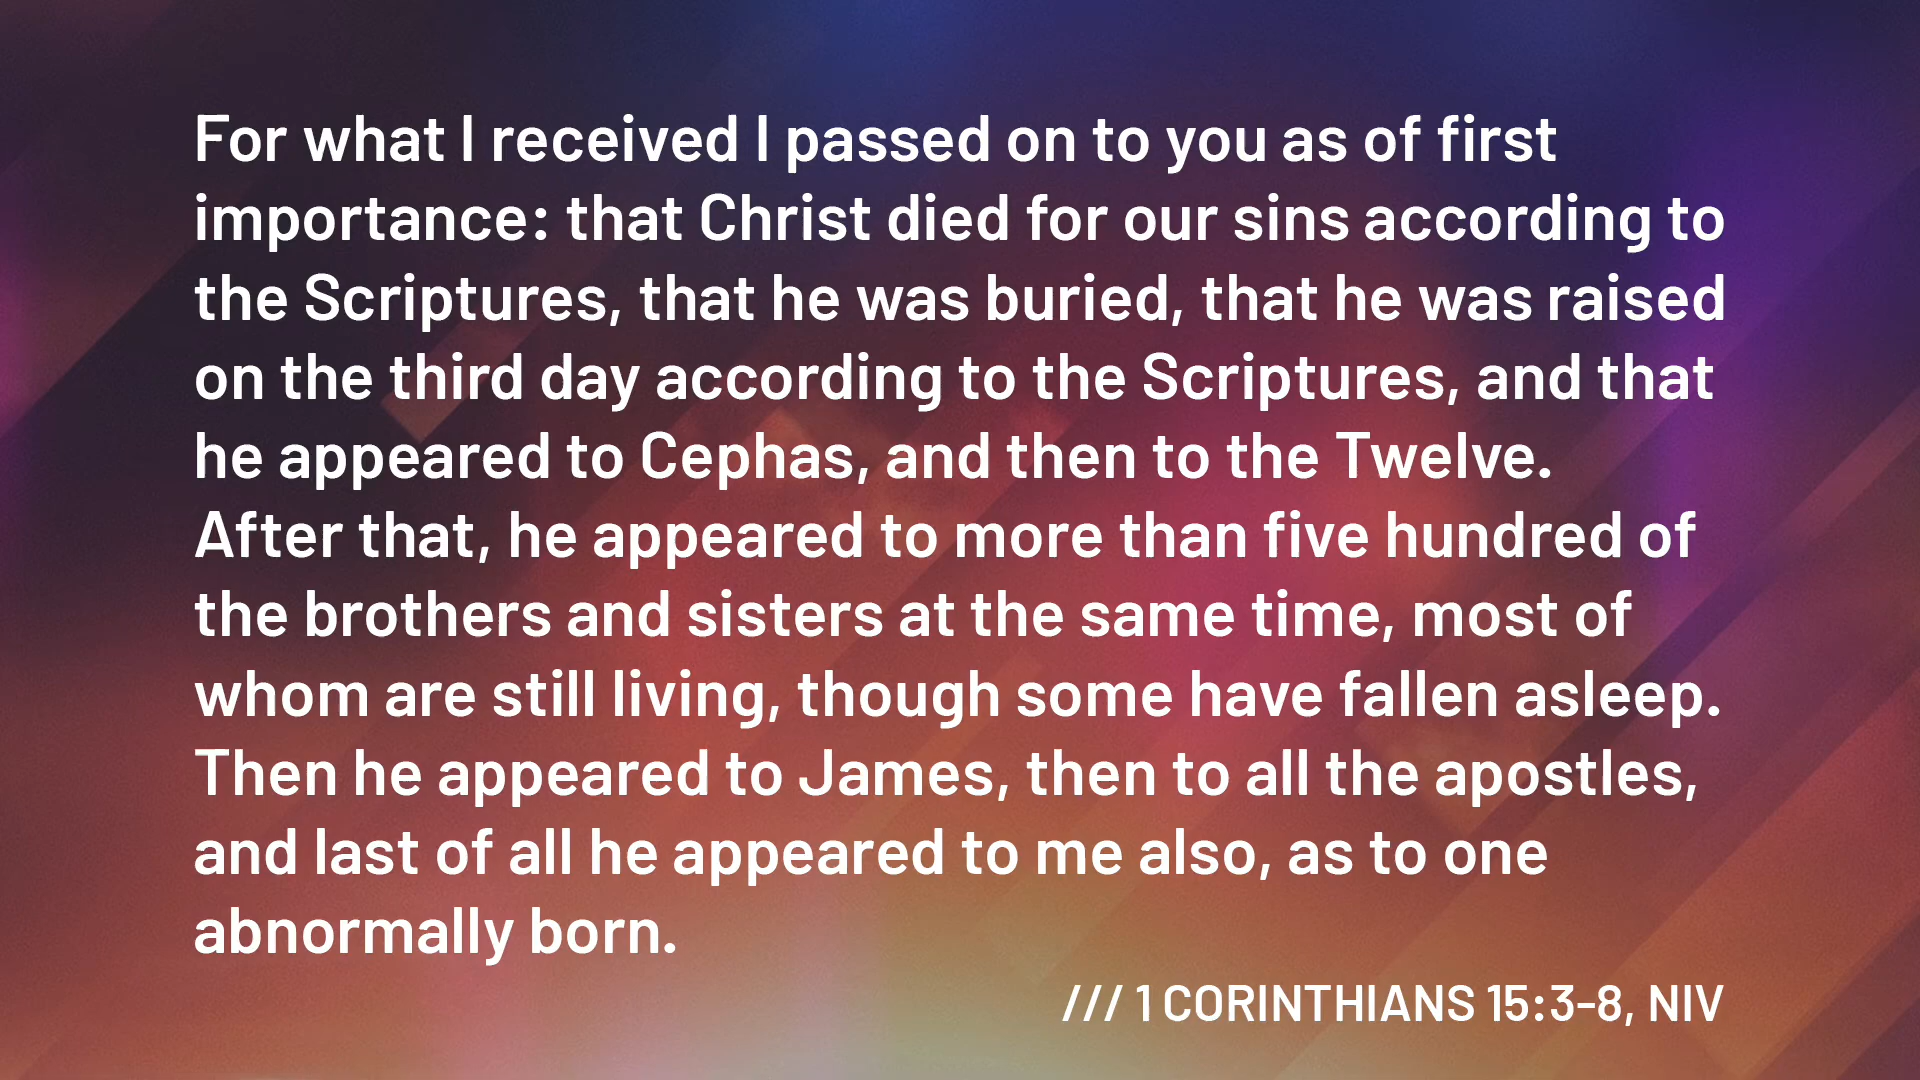 For what I received I passed on to you as of first
importance: that Christ died for our sins according to
the Scriptures, that he was buried, that he was raised
on the third day according to the Scriptures, and that
he appeared to Cephas, and then to the Twelve.
After that, he appeared to more than five hundred of
the brothers and sisters at the same time, most of
whom are still living, though some have fallen asleep.
Then he appeared to James, then to all the apostles,
and last of all he appeared to me also, as to one
abnormally born.
/// 1 CORINTHIANS 15:3-8, NIV